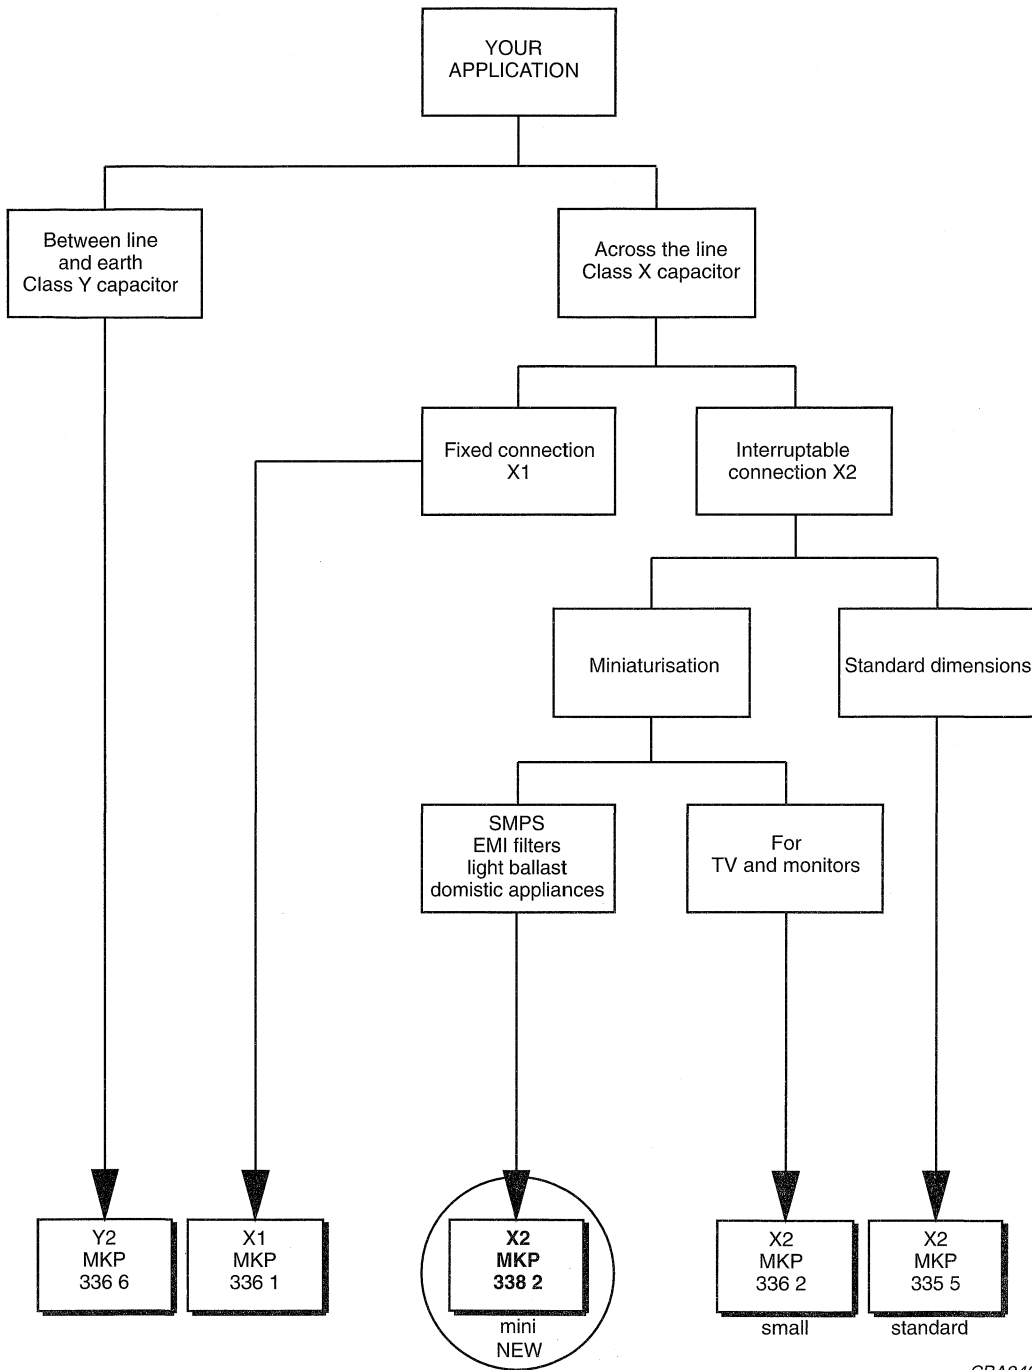 YOUR
APPLICATION
Between line
and earth
Class Y capacitor
Across the line
Class X capacitor
Fixed connection
X1
Interruptable
connection X2
Miniaturisation
Standard dimensions
SMPS
EMI filters
light ballast
domistic appliances
For
TV and monitors
Y2
MKP
336 6
X1
MKP
336 1
X2
MKP
338 2
mini
NEW
X2
MKP
336 2
small
X2
MKP
335 5
standard